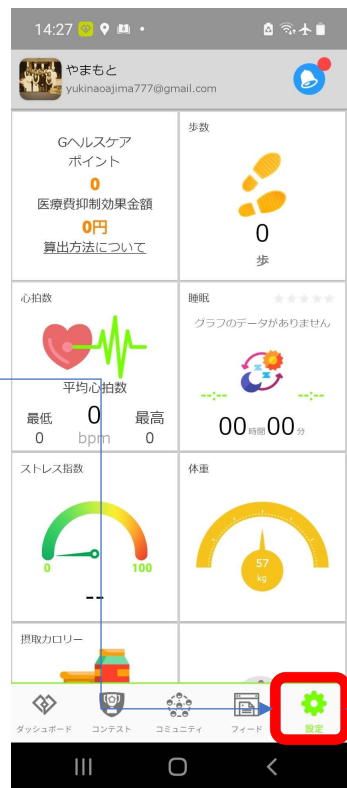 14:27
やまもと
yukinaoajima777@gmail.com
Gヘルスケア
ポイント
0
医療費抑制効果金額
0円
算出方法について
歩数
0
歩
心拍数
平均心拍数
最低 0 最高
0 bpm 0
睡眠
グラフのデータがありません
--:-- --:--
00 時間 00 分
ストレス指数
0 100
--
体重
57
kg
摂取カロリー
ダッシュボード コンテスト コミュニティ フィード 設定